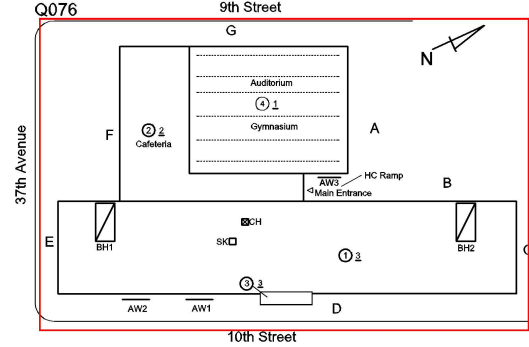 Q076
9th Street
G
N
Auditorium
④ 1
Gymnasium
A
F
② 2
Cafeteria
37th Avenue
HC Ramp
AW3
Main Entrance
B
CH
E
SK
BH1
BH2
① 3
③ 3
AW2
AW1
D
10th Street